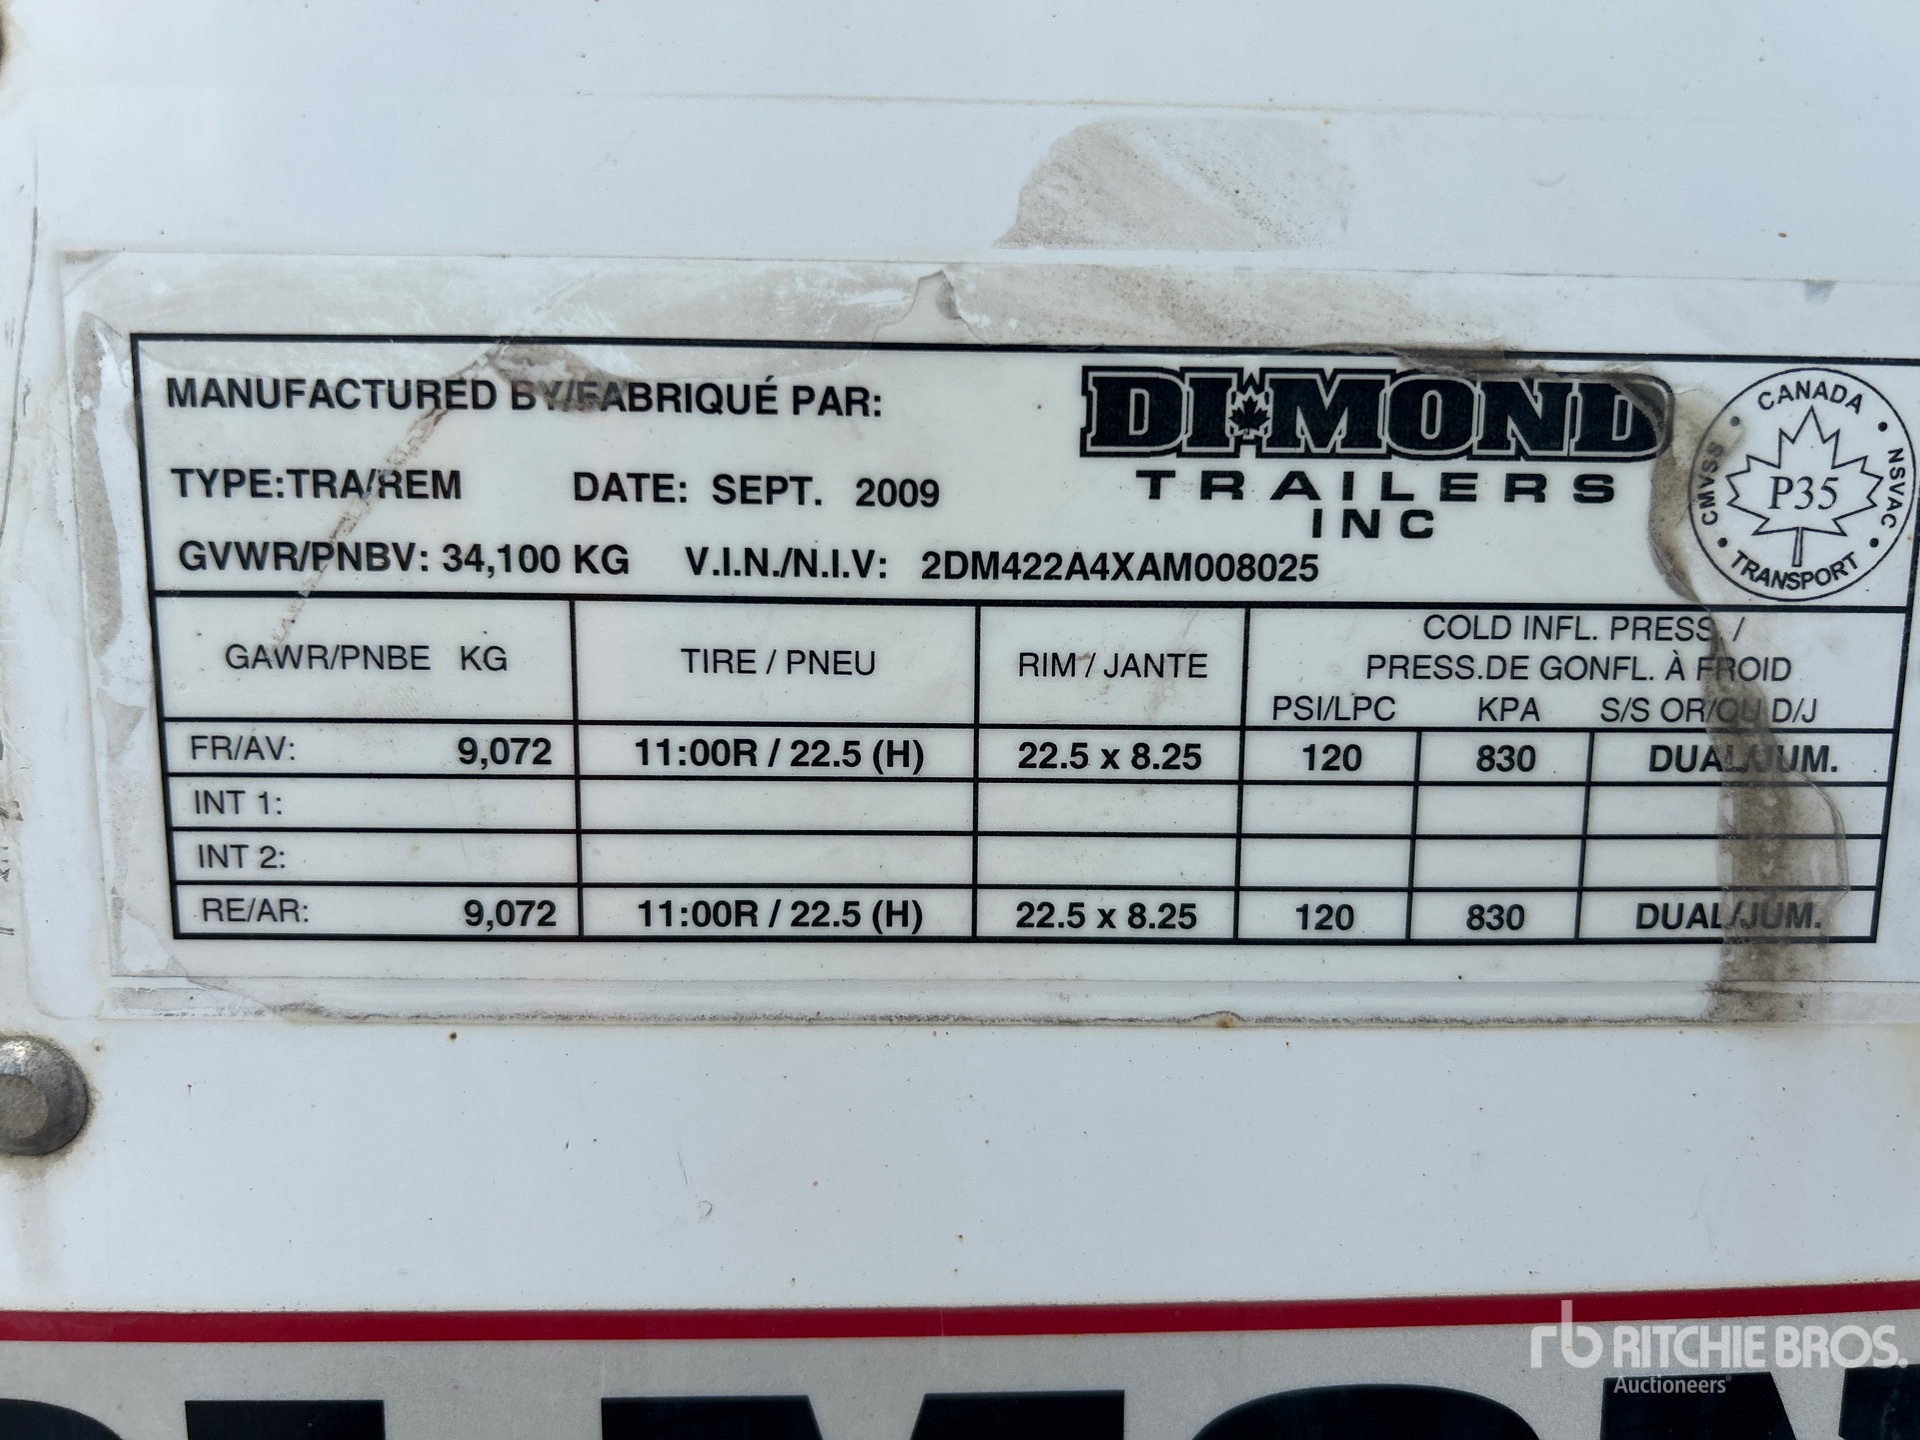 MANUFACTURED BY/FABRIQUÉ PAR:
DI-MOND
TRAILERS
INC
CANADA
CMVSS
NSVAC
P35
TRANSPORT
TYPE:TRA/REM DATE: SEPT. 2009
GVWR/PNBV: 34,100 KG V.I.N./N.I.V: 2DM422A4XAM008025
GAWR/PNBE KG TIRE / PNEU RIM / JANTE
COLD INFL. PRESS. /
PRESS.DE GONFL. À FROID
PSI/LPC KPA S/S OR/OU D/J
FR/AV: 9,072 11:00R / 22.5 (H) 22.5 x 8.25 120 830 DUAL/JUM.
INT 1:
INT 2:
RE/AR: 9,072 11:00R / 22.5 (H) 22.5 x 8.25 120 830 DUAL/JUM.
rb RITCHIE BROS.
Auctioneers